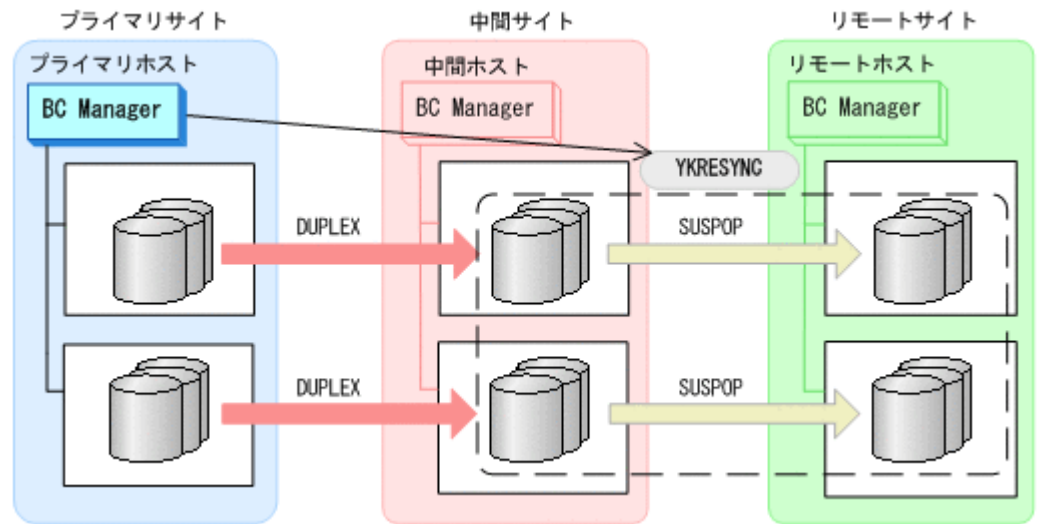 プライマリサイト
中間サイト
リモートサイト
プライマリホスト
中間ホスト
リモートホスト
BC Manager
BC Manager
BC Manager
YKRESYNC
DUPLEX
SUSPOP
DUPLEX
SUSPOP